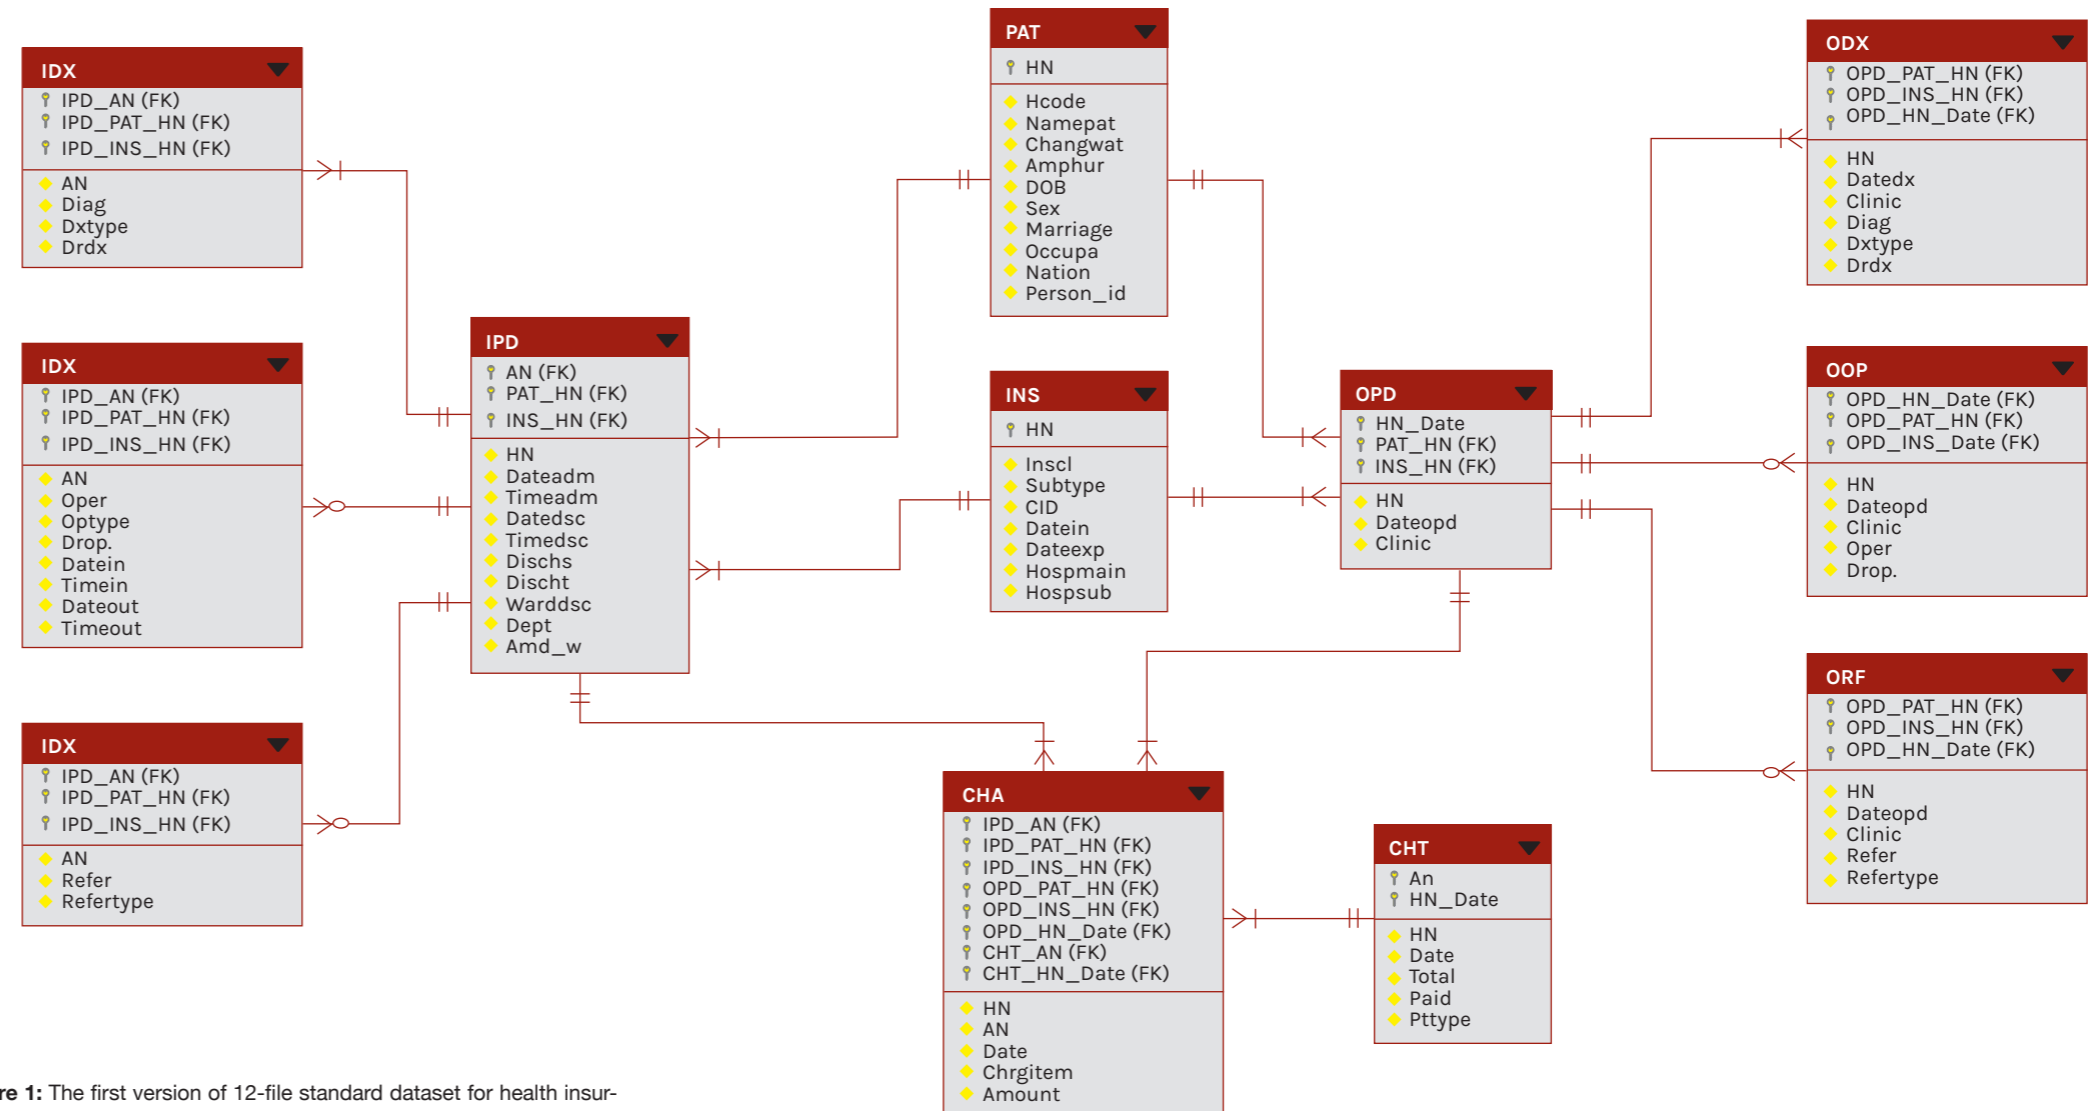 IDX
IPD_AN (FK)
IPD_PAT_HN (FK)
IPD_INS_HN (FK)
AN
Diag
Dxtype
Drdx
IDX
IPD_AN (FK)
IPD_PAT_HN (FK)
IPD_INS_HN (FK)
AN
Oper
Optype
Drop.
Datein
Timein
Dateout
Timeout
IDX
IPD_AN (FK)
IPD_PAT_HN (FK)
IPD_INS_HN (FK)
AN
Refer
Refertype
IPD
AN (FK)
PAT_HN (FK)
INS_HN (FK)
HN
Dateadm
Timeadm
Datedsc
Timedsc
Dischs
Discht
Warddsc
Dept
Amd_w
PAT
HN
Hcode
Namepat
Changwat
Amphur
DOB
Sex
Marriage
Occupa
Nation
Person_id
INS
HN
Inscl
Subtype
CID
Datein
Dateexp
Hospmain
Hospsub
OPD
HN_Date
PAT_HN (FK)
INS_HN (FK)
HN
Dateopd
Clinic
ODX
OPD_PAT_HN (FK)
OPD_INS_HN (FK)
OPD_HN_Date (FK)
HN
Datedx
Clinic
Diag
Dxtype
Drdx
OOP
OPD_HN_Date (FK)
OPD_PAT_HN (FK)
OPD_INS_Date (FK)
HN
Dateopd
Clinic
Oper
Drop.
ORF
OPD_PAT_HN (FK)
OPD_INS_HN (FK)
OPD_HN_Date (FK)
HN
Dateopd
Clinic
Refer
Refertype
CHA
IPD_AN (FK)
IPD_PAT_HN (FK)
IPD_INS_HN (FK)
OPD_PAT_HN (FK)
OPD_INS_HN (FK)
OPD_HN_Date (FK)
CHT_AN (FK)
CHT_HN_Date (FK)
HN
AN
Date
Chrgitem
Amount
CHT
An
HN_Date
HN
Date
Total
Paid
Pttype
re 1: The first version of 12-file standard dataset for health insur-